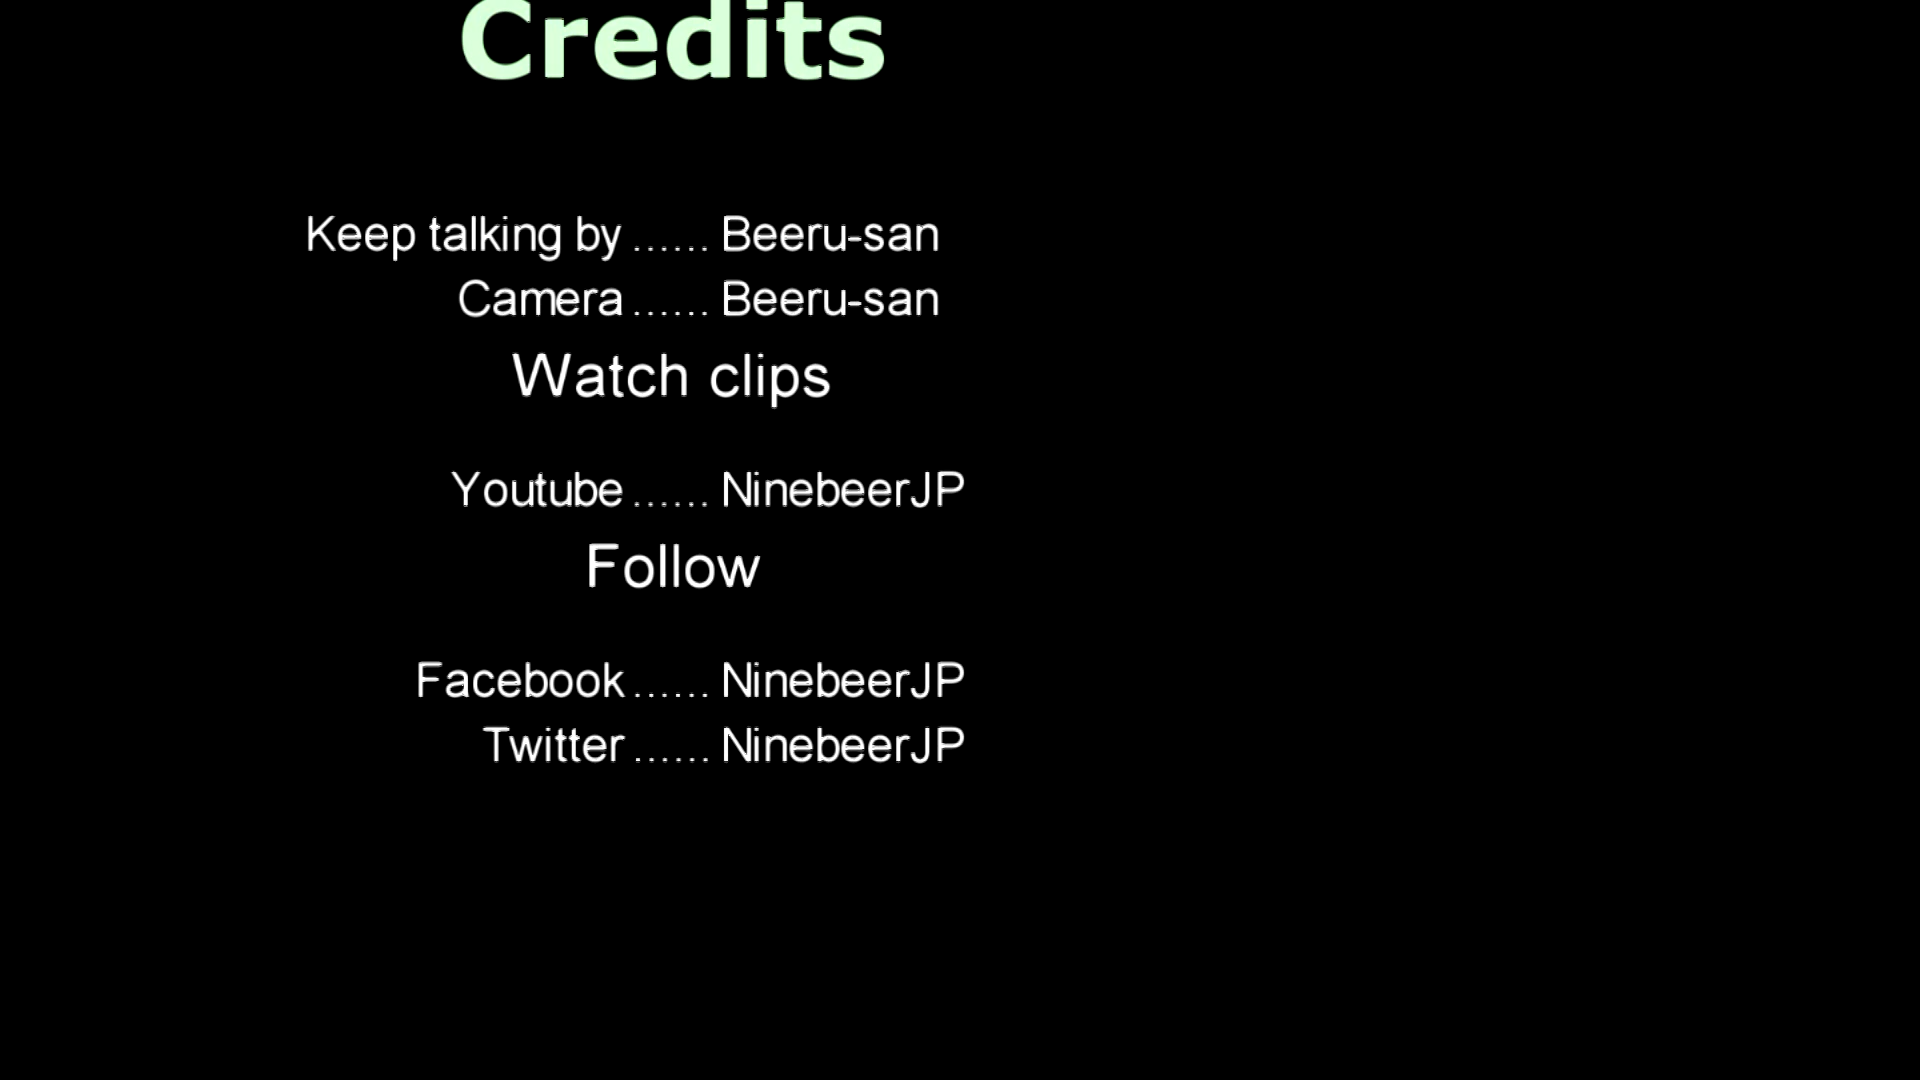 Credits
Keep talking by ...... Beeru-san
Camera ...... Beeru-san
Watch clips
Youtube ...... NinebeerJP
Follow
Facebook ...... NinebeerJP
Twitter ...... NinebeerJP